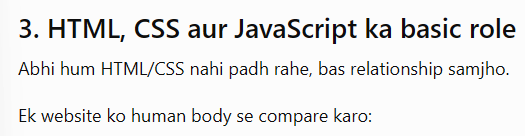 3. HTML, CSS aur JavaScript ka basic role
Abhi hum HTML/CSS nahi padh rahe, bas relationship samjho.
Ek website ko human body se compare karo: